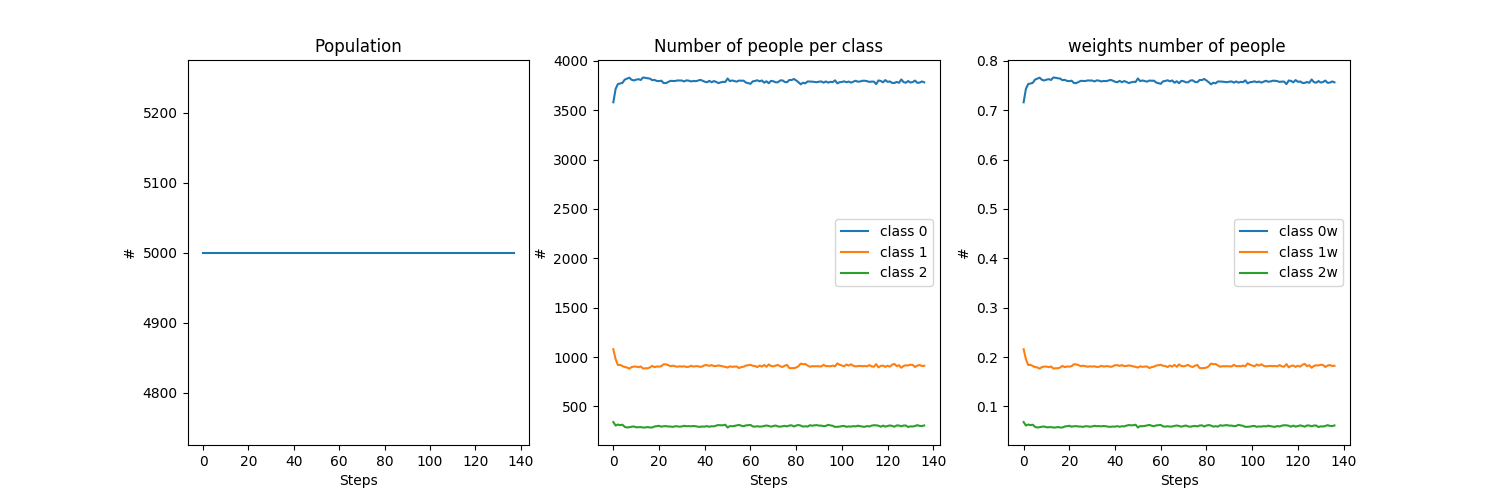 Population
5200
5100
5000
4900
4800
#
0 20 40 60 80 100 120 140
Steps
Number of people per class
4000
3500
3000
2500
2000
1500
1000
500
#
class 0
class 1
class 2
0 20 40 60 80 100 120 140
Steps
weights number of people
0.8
0.7
0.6
0.5
0.4
0.3
0.2
0.1
#
class 0w
class 1w
class 2w
0 20 40 60 80 100 120 140
Steps